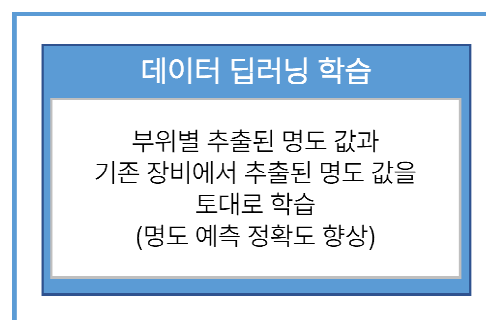 데이터 딥러닝 학습
부위별 추출된 명도 값과
기존 장비에서 추출된 명도 값을
토대로 학습
(명도 예측 정확도 향상)